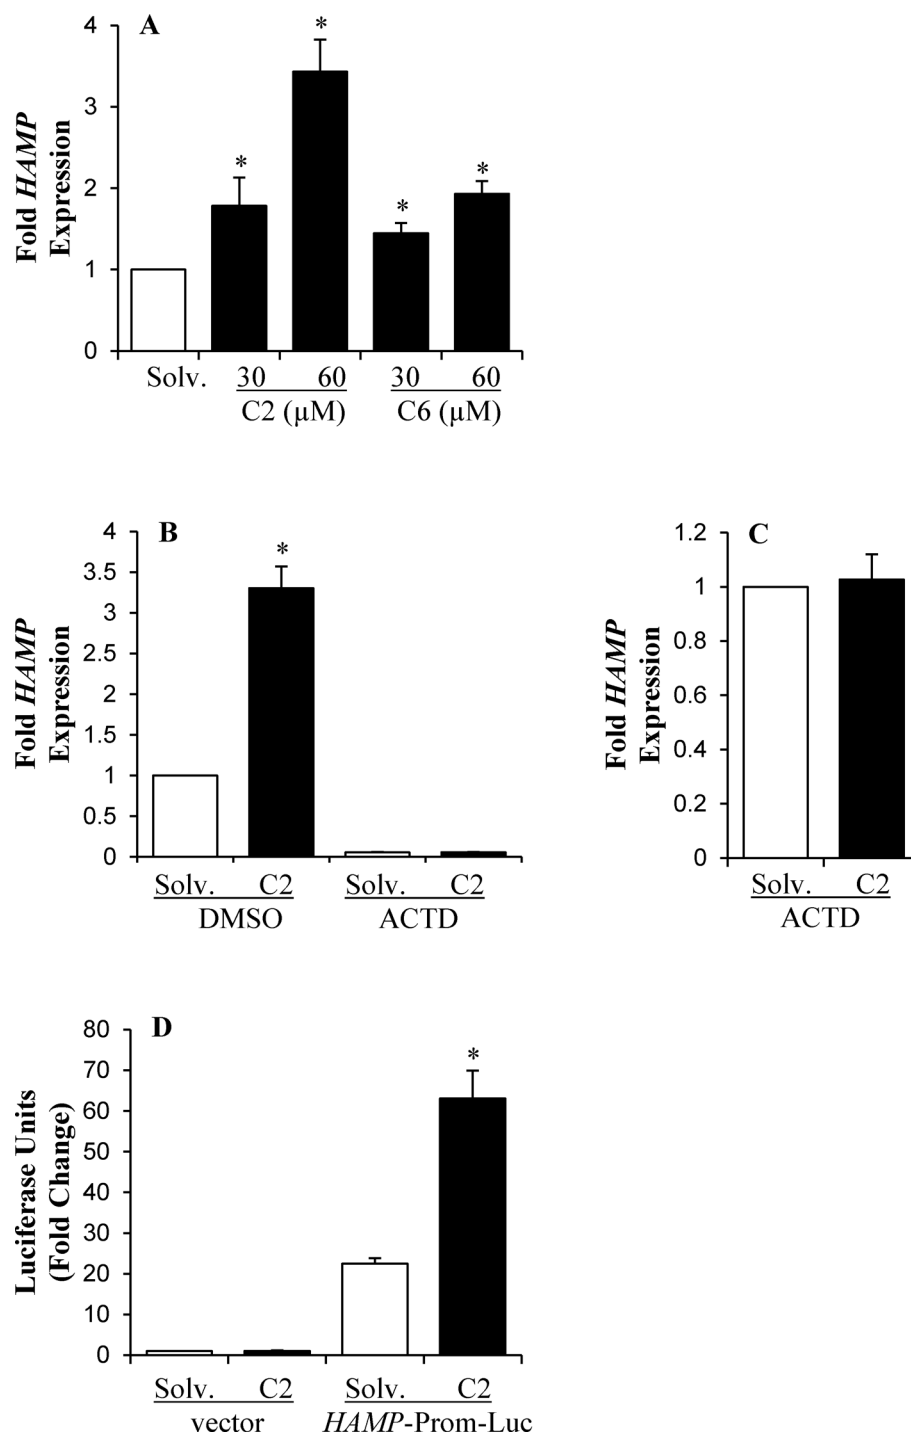 A
4
3
2
1
0
Fold HAMP
Expression
* * * *
Solv. 30 60 30 60
C2 (µM) C6 (µM)
B
4
3.5
3
2.5
2
1.5
1
0.5
0
Fold HAMP
Expression
*
Solv. C2 Solv. C2
DMSO ACTD
C
1.2
1
0.8
0.6
0.4
0.2
0
Fold HAMP
Expression
Solv. C2
ACTD
D
80
70
60
50
40
30
20
10
0
Luciferase Units
(Fold Change)
*
Solv. C2 Solv. C2
vector HAMP-Prom-Luc